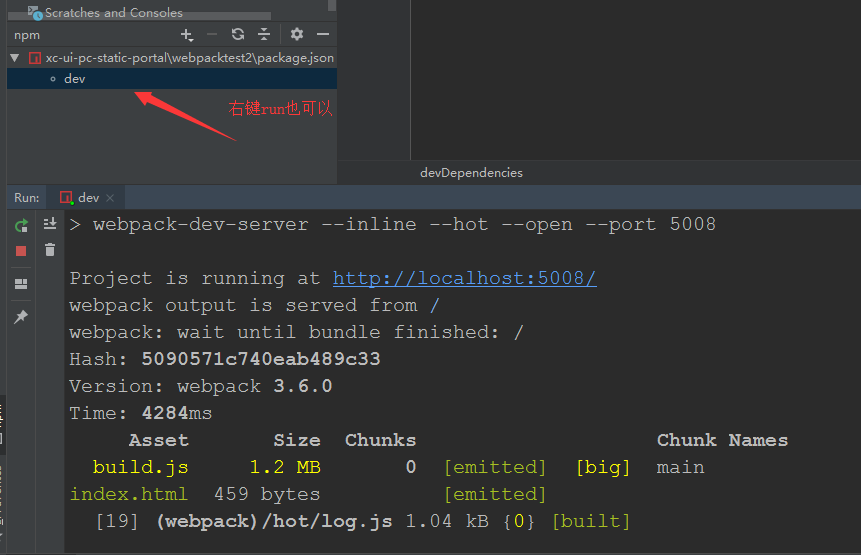 Scratches and Consoles
npm
xc-ui-pc-static-portal\webpacktest2\package.json
dev
右键run也可以
devDependencies
Run: dev
> webpack-dev-server --inline --hot --open --port 5008
Project is running at http://localhost:5008/
webpack output is served from /
webpack: wait until bundle finished: /
Hash: 5090571c740eab489c33
Version: webpack 3.6.0
Time: 4284ms
Asset Size Chunks Chunk Names
build.js 1.2 MB 0 [emitted] [big] main
index.html 459 bytes [emitted]
[19] (webpack)/hot/log.js 1.04 kB {0} [built]